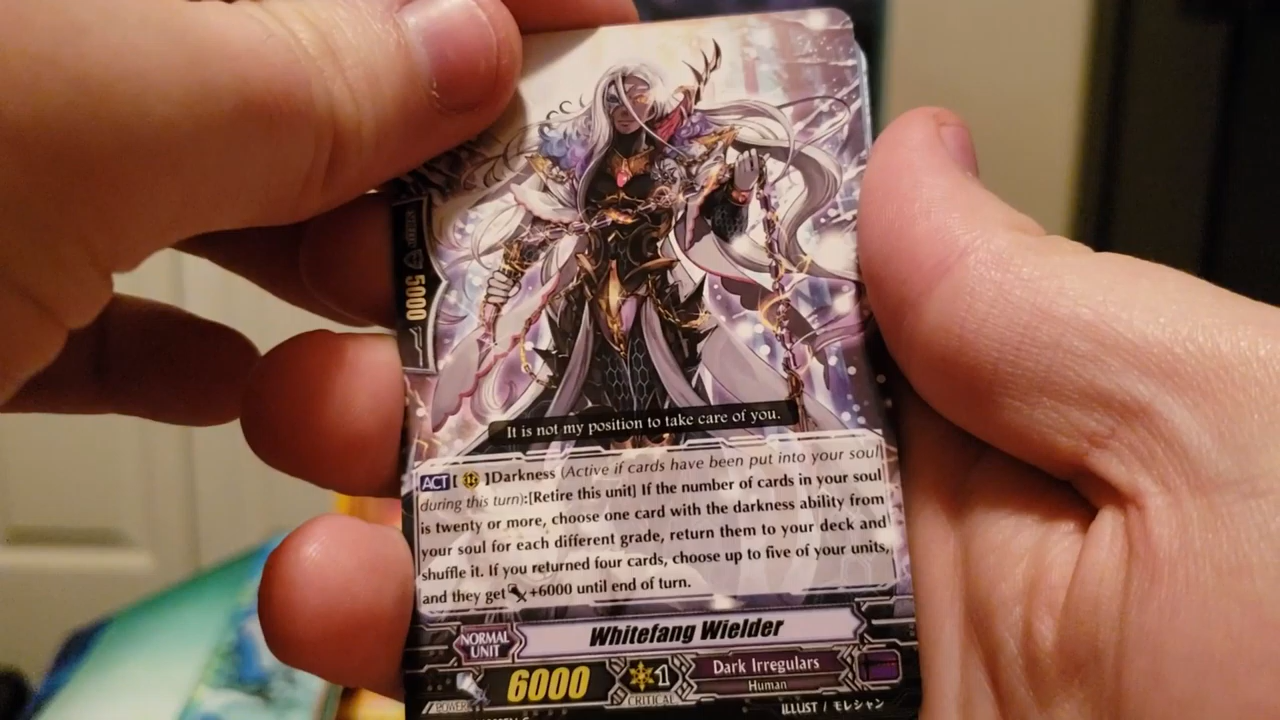 5000
It is not my position to take care of you.
ACT [ ]Darkness (Active if cards have been put into your soul
during this turn):[Retire this unit] If the number of cards in your soul
is twenty or more, choose one card with the darkness ability from
your soul for each different grade, return them to your deck and
shuffle it. If you returned four cards, choose up to five of your units,
and they get +6000 until end of turn.
NORMAL
UNIT
Whitefang Wielder
POWER
6000
1
CRITICAL
Dark Irregulars
Human
ILLUST / モレシャン